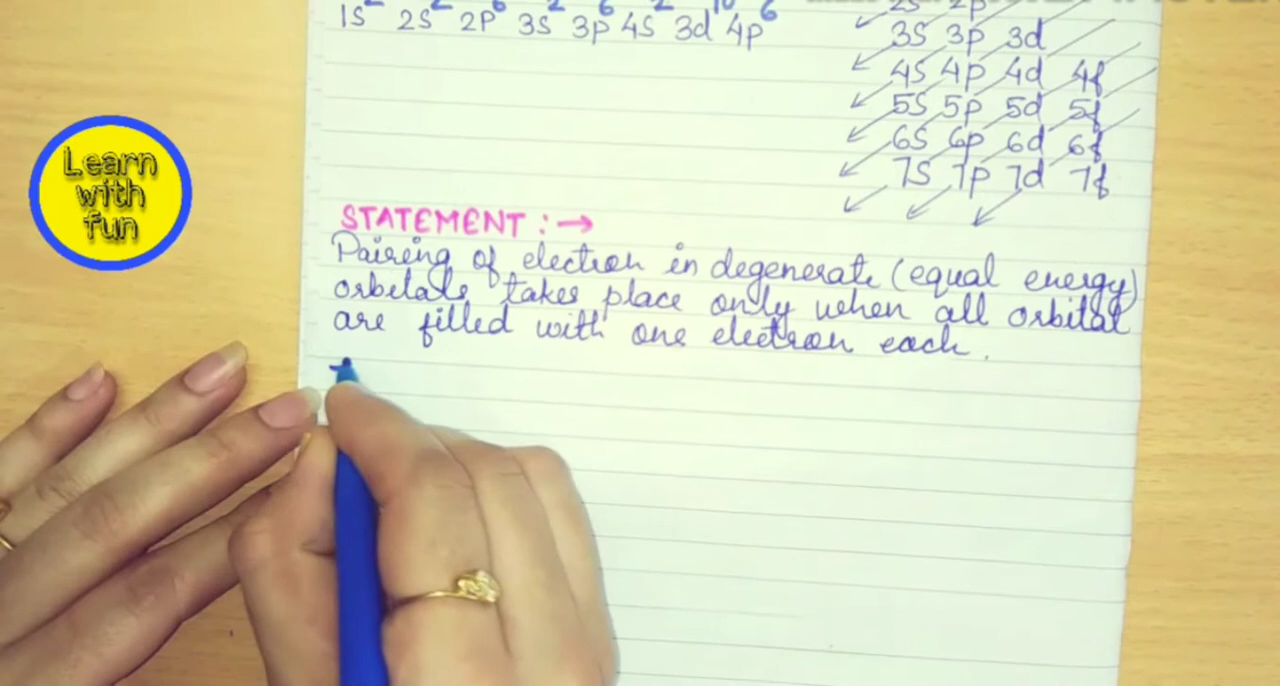 1S² 2S² 2P⁶ 3S² 3p⁶ 4S² 3d¹⁰ 4p⁶
2S 2p
3S 3p 3d
4S 4p 4d 4f
5S 5p 5d 5f
6S 6p 6d 6f
7S 7p 7d 7f
Learn
with
fun
STATEMENT : →
Pairing of electron in degenerate (equal energy)
orbitals takes place only when all orbital
are filled with one electron each.